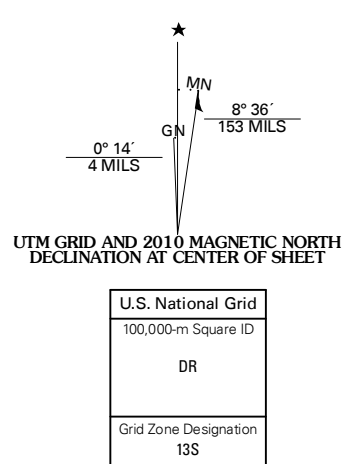 ★
MN
8° 36´
153 MILS
GN
0° 14´
4 MILS
UTM GRID AND 2010 MAGNETIC NORTH
DECLINATION AT CENTER OF SHEET
U.S. National Grid
100,000-m Square ID
DR
Grid Zone Designation
13S